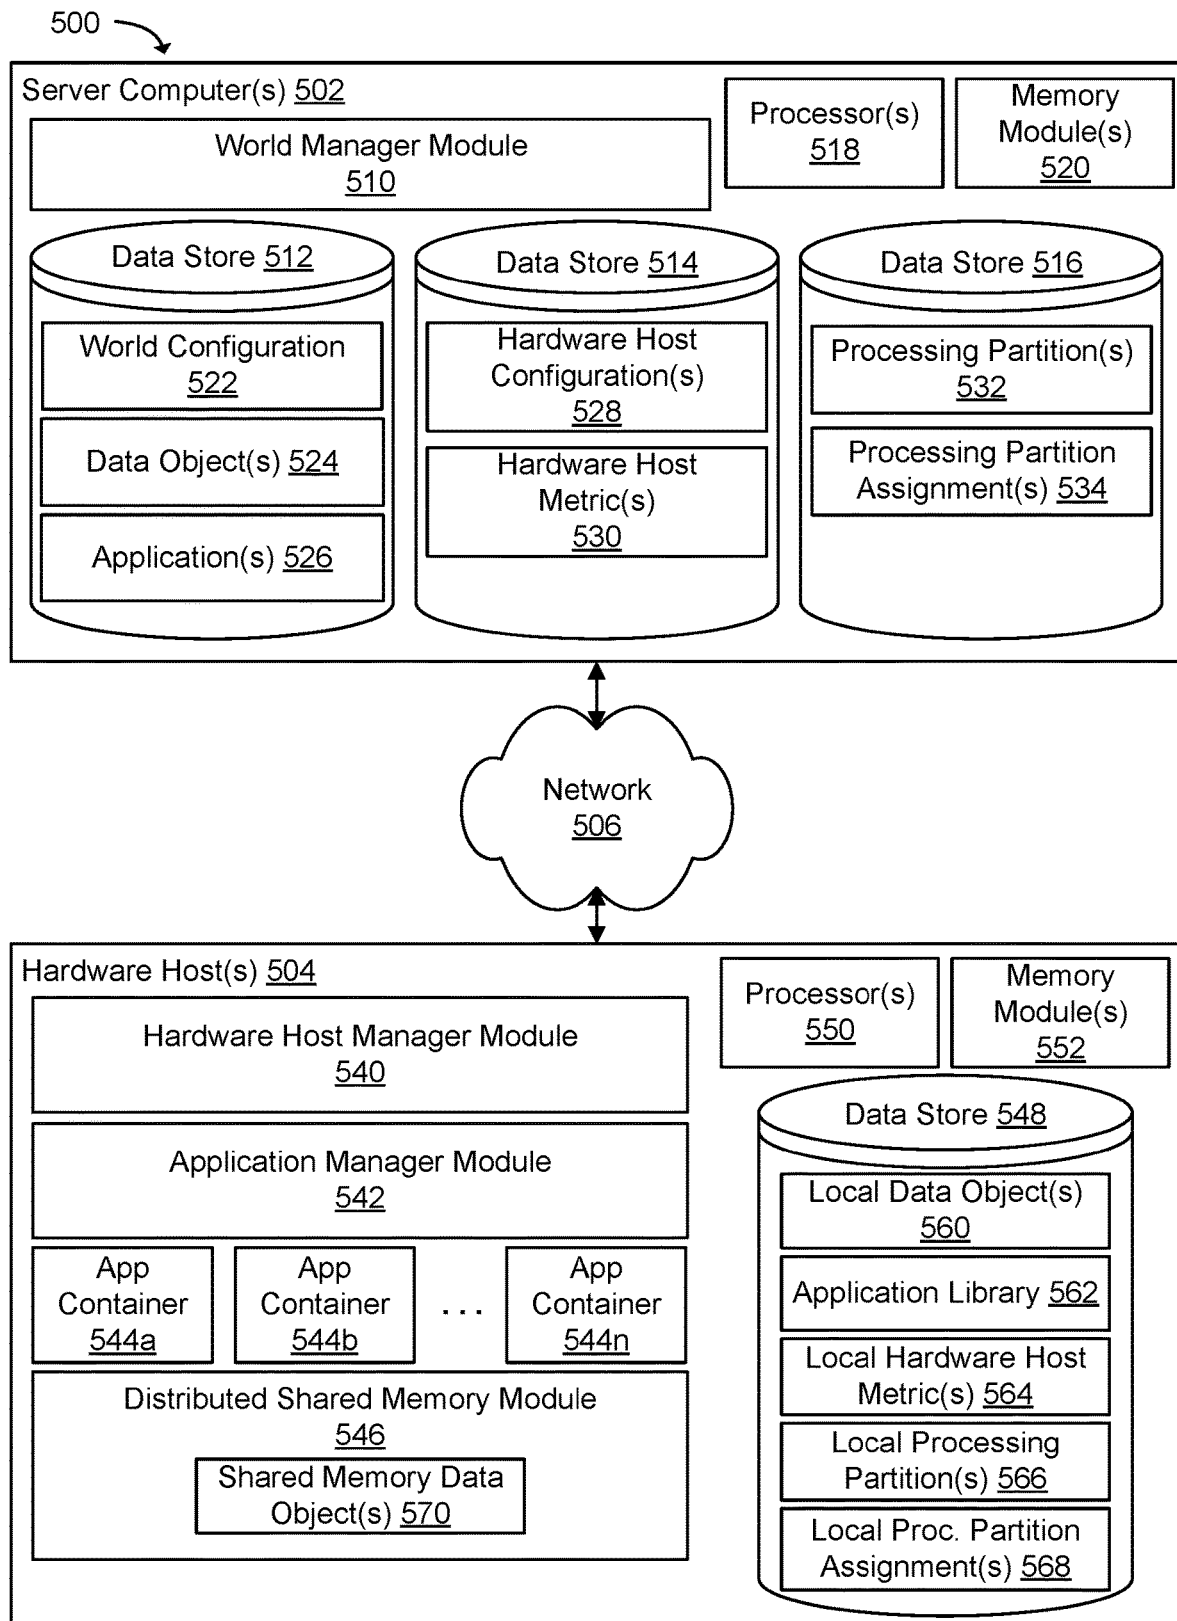 500
Server Computer(s) 502
World Manager Module
510
Processor(s)
518
Memory
Module(s)
520
Data Store 512
World Configuration
522
Data Object(s) 524
Application(s) 526
Data Store 514
Hardware Host
Configuration(s)
528
Hardware Host
Metric(s)
530
Data Store 516
Processing Partition(s)
532
Processing Partition
Assignment(s) 534
Network
506
Hardware Host(s) 504
Hardware Host Manager Module
540
Application Manager Module
542
App
Container
544a
App
Container
544b
. . .
App
Container
544n
Distributed Shared Memory Module
546
Shared Memory Data
Object(s) 570
Processor(s)
550
Memory
Module(s)
552
Data Store 548
Local Data Object(s)
560
Application Library 562
Local Hardware Host
Metric(s) 564
Local Processing
Partition(s) 566
Local Proc. Partition
Assignment(s) 568